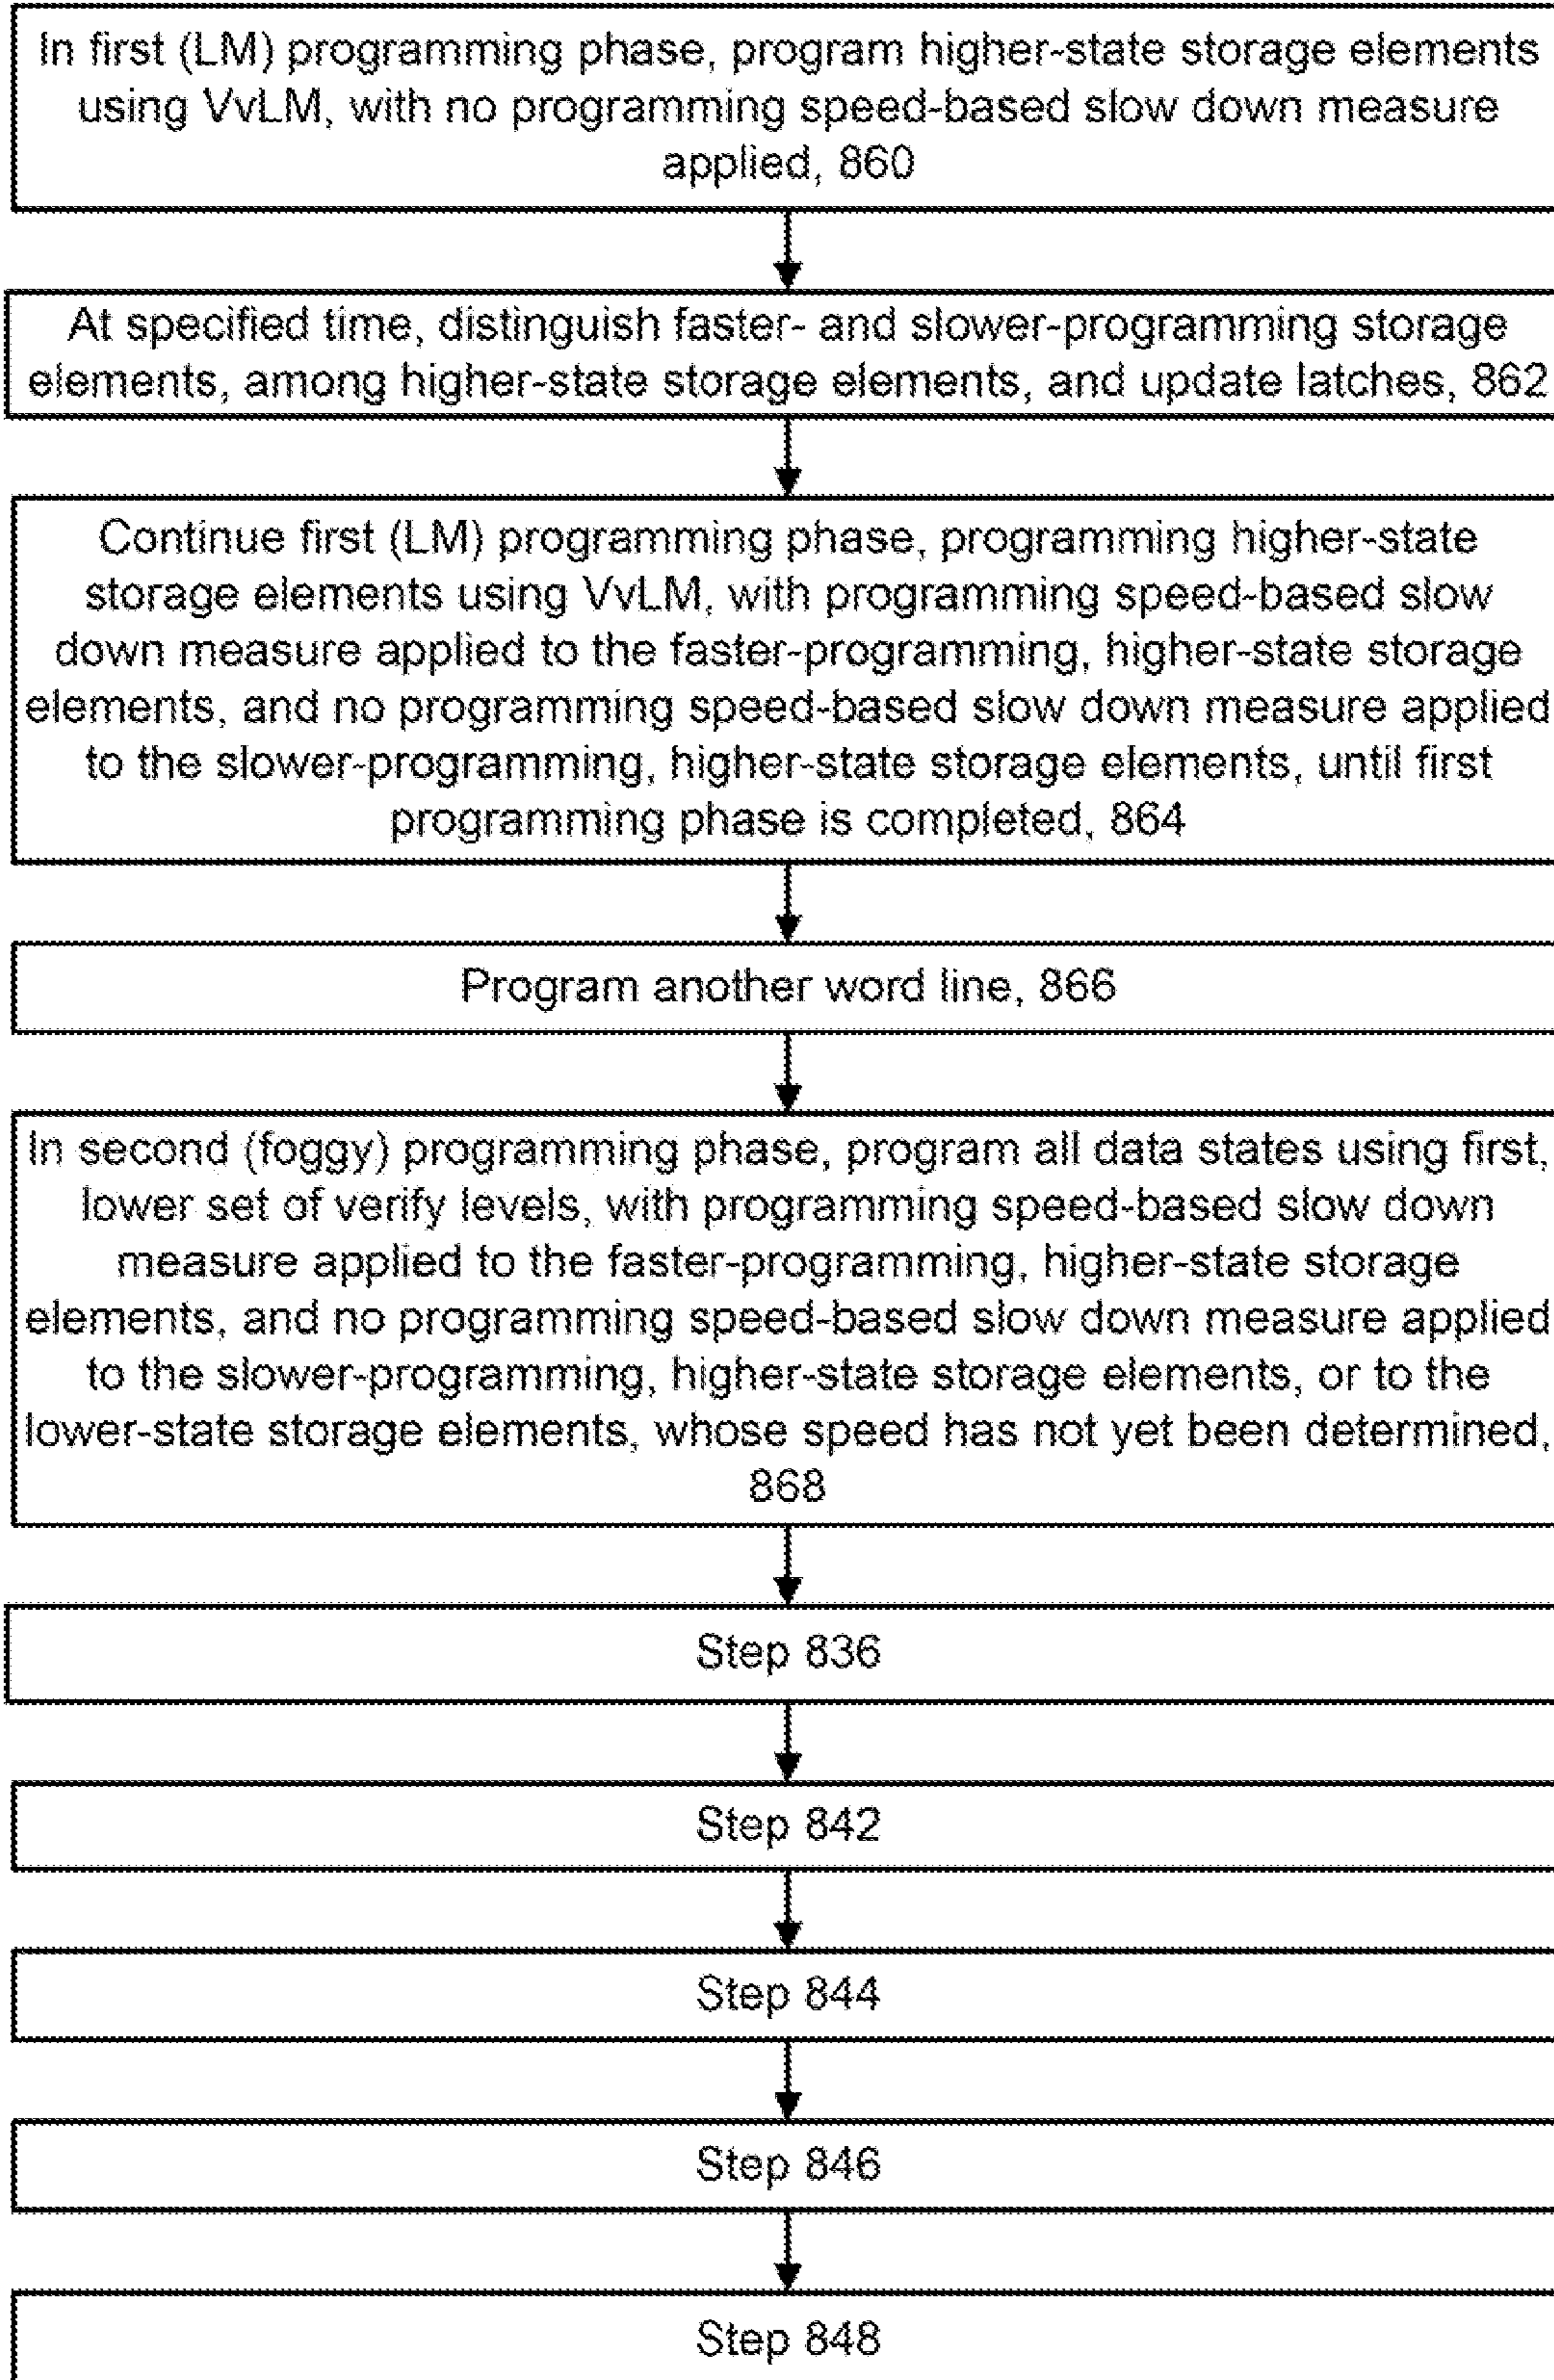 In first (LM) programming phase, program higher-state storage elements
using VvLM, with no programming speed-based slow down measure
applied, 860
At specified time, distinguish faster- and slower-programming storage
elements, among higher-state storage elements, and update latches, 862
Continue first (LM) programming phase, programming higher-state
storage elements using VvLM, with programming speed-based slow
down measure applied to the faster-programming, higher-state storage
elements, and no programming speed-based slow down measure applied
to the slower-programming, higher-state storage elements, until first
programming phase is completed, 864
Program another word line, 866
In second (foggy) programming phase, program all data states using first,
lower set of verify levels, with programming speed-based slow down
measure applied to the faster-programming, higher-state storage
elements, and no programming speed-based slow down measure applied
to the slower-programming, higher-state storage elements, or to the
lower-state storage elements, whose speed has not yet been determined,
868
Step 836
Step 842
Step 844
Step 846
Step 848